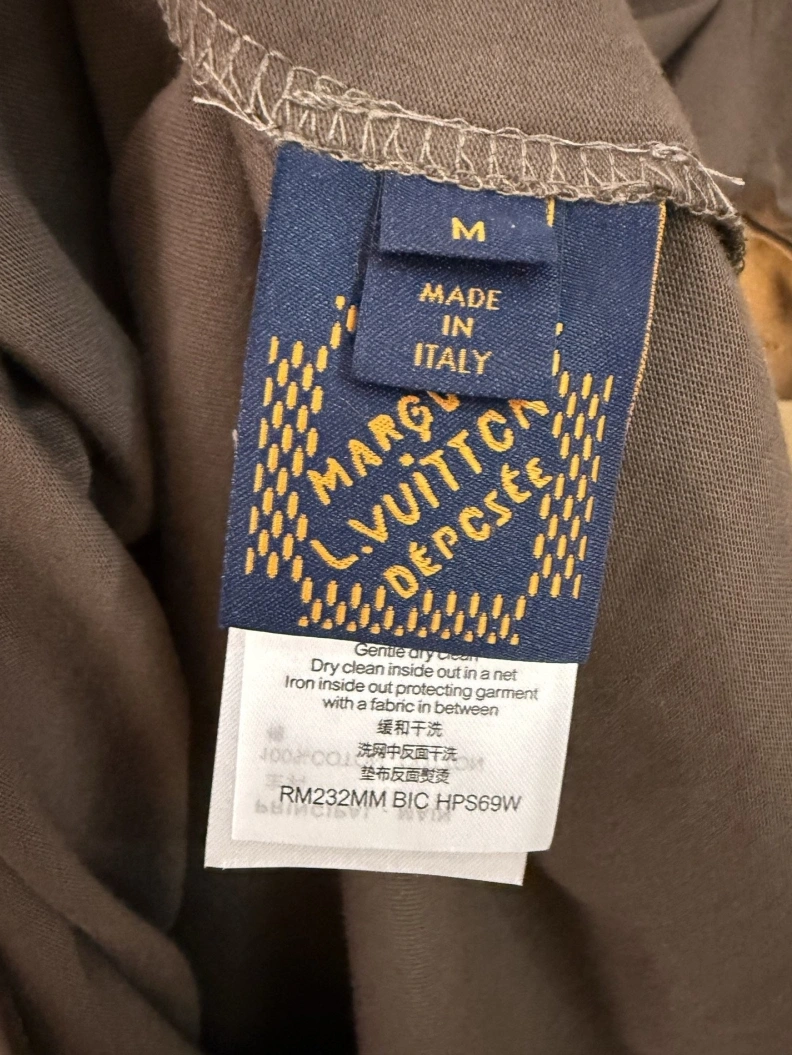 M
MADE
IN
ITALY
L.VUITTON
DÉPOSÉE
Gentle dry clean
Dry clean inside out in a net
Iron inside out protecting garment
with a fabric in between
缓和干洗
洗网中反面干洗
垫布反面熨烫
RM232MM BIC HPS69W